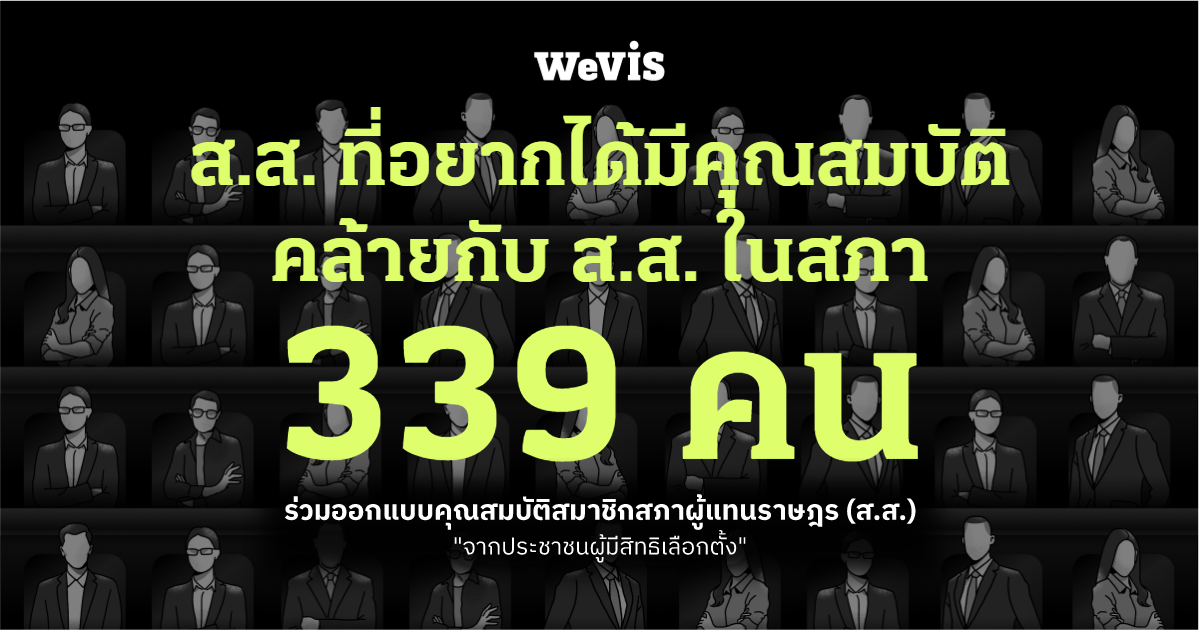 WeVIS
ส.ส. ที่อยากได้มีคุณสมบัติ
คล้ายกับ ส.ส. ในสภา
339 คน
ร่วมออกแบบคุณสมบัติสมาชิกสภาผู้แทนราษฎร (ส.ส.)
"จากประชาชนผู้มีสิทธิเลือกตั้ง"